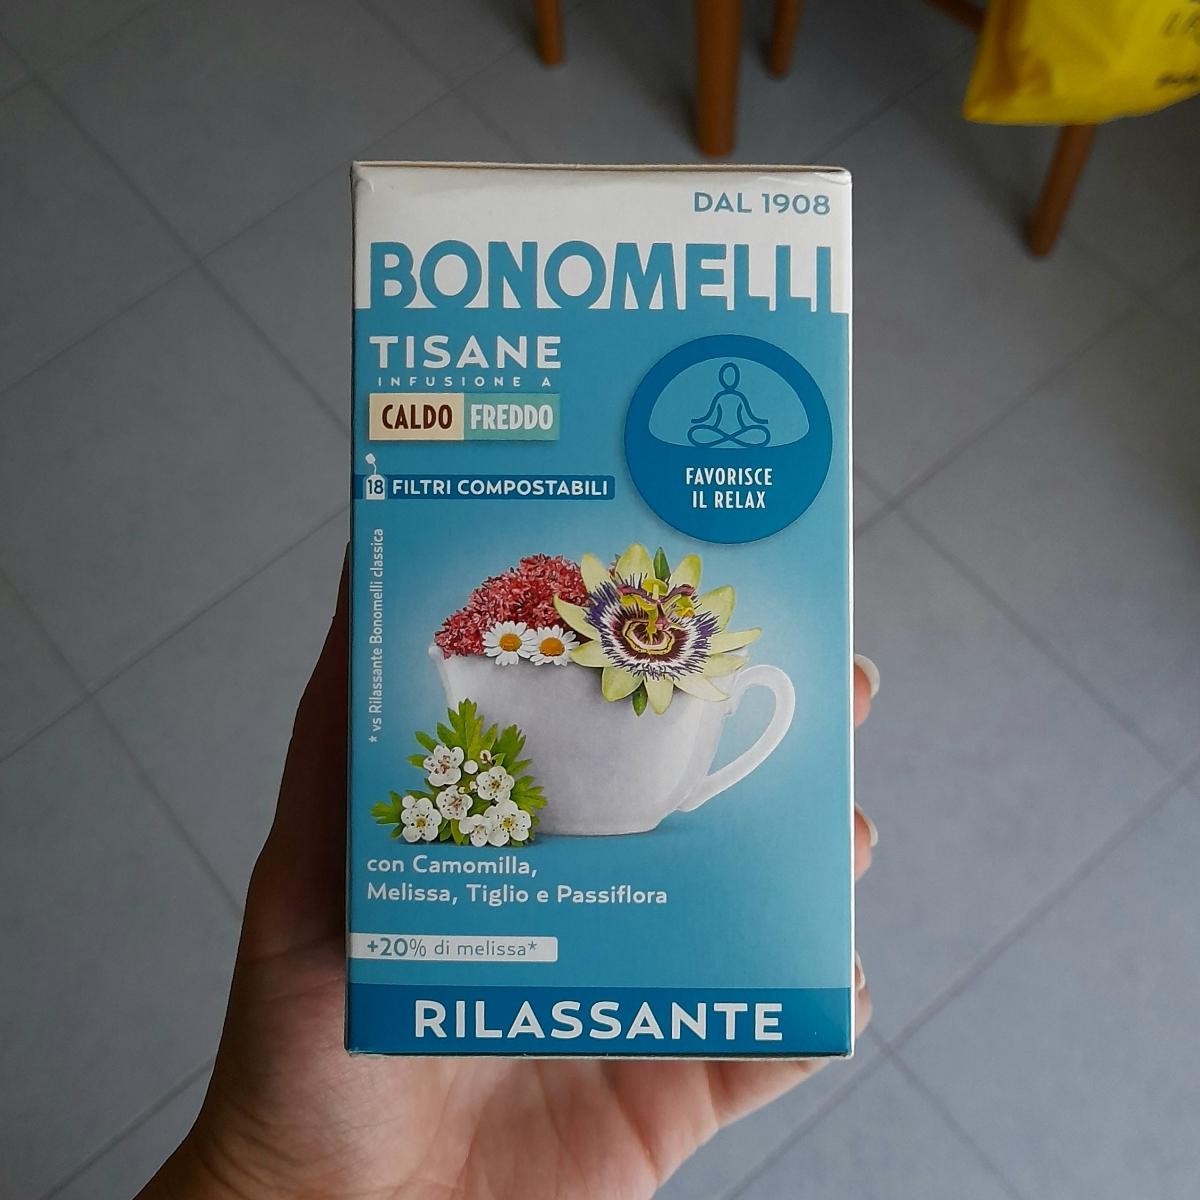 DAL 1908
BONOMELLI
TISANE
INFUSIONE A
CALDO FREDDO
18 FILTRI COMPOSTABILI
FAVORISCE
IL RELAX
* vs Rilassante Bonomelli classica
con Camomilla,
Melissa, Tiglio e Passiflora
+20% di melissa*
RILASSANTE